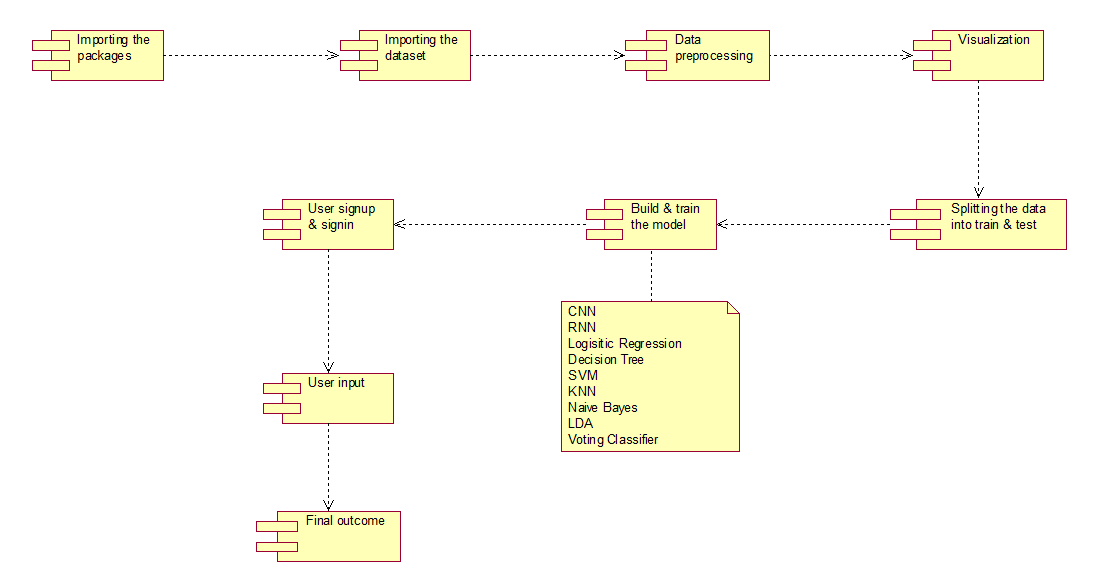 Importing the
packages
Importing the
dataset
Data
preprocessing
Visualization
User signup
& signin
Build & train
the model
Splitting the data
into train & test
CNN
RNN
Logisitic Regression
Decision Tree
SVM
KNN
Naive Bayes
LDA
Voting Classifier
User input
Final outcome